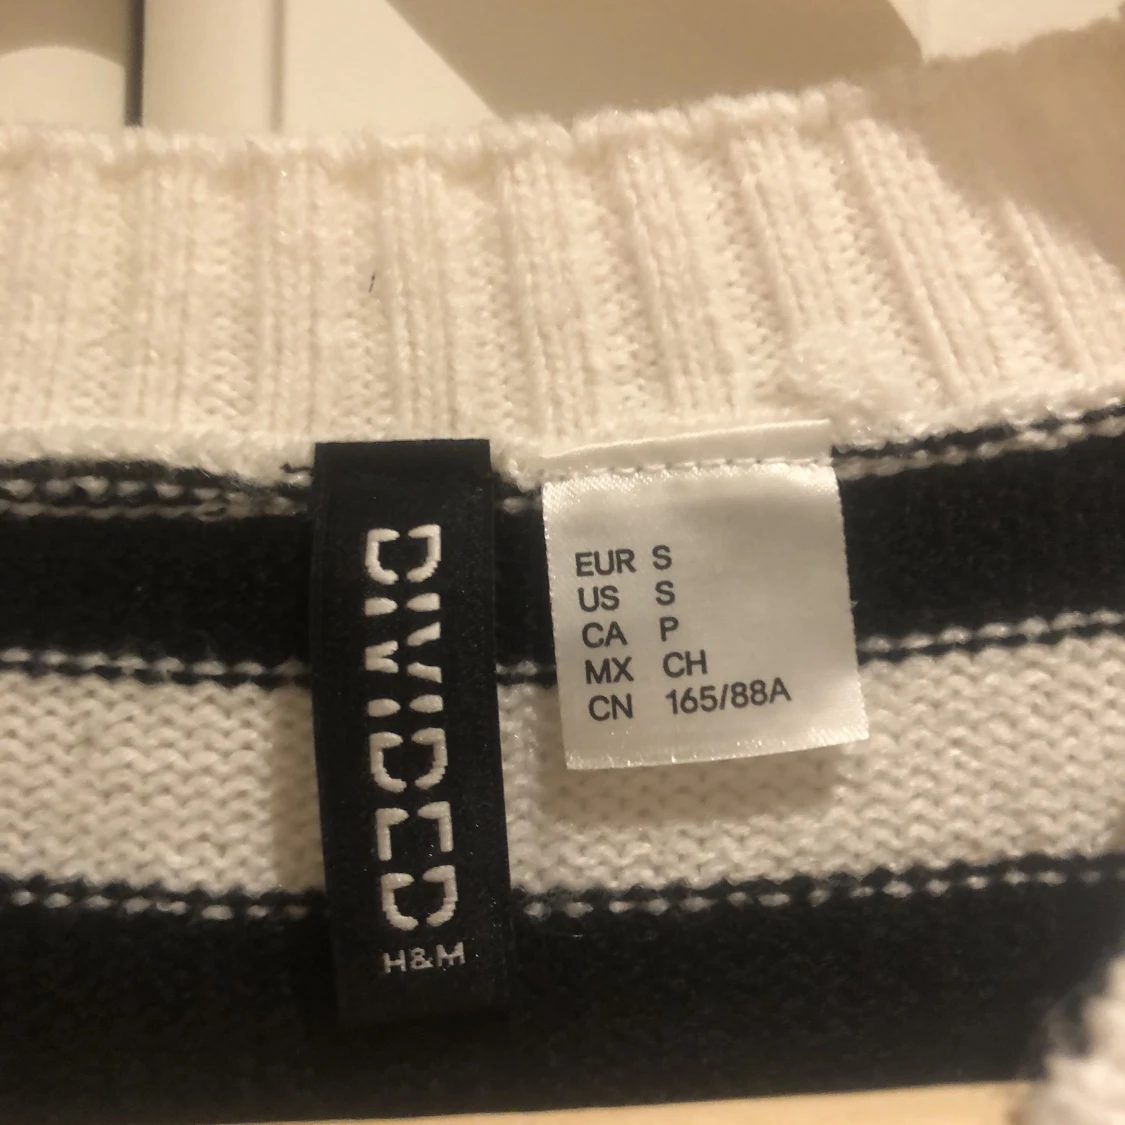 DIVIDED
H&M
EUR S
US S
CA P
MX CH
CN 165/88A